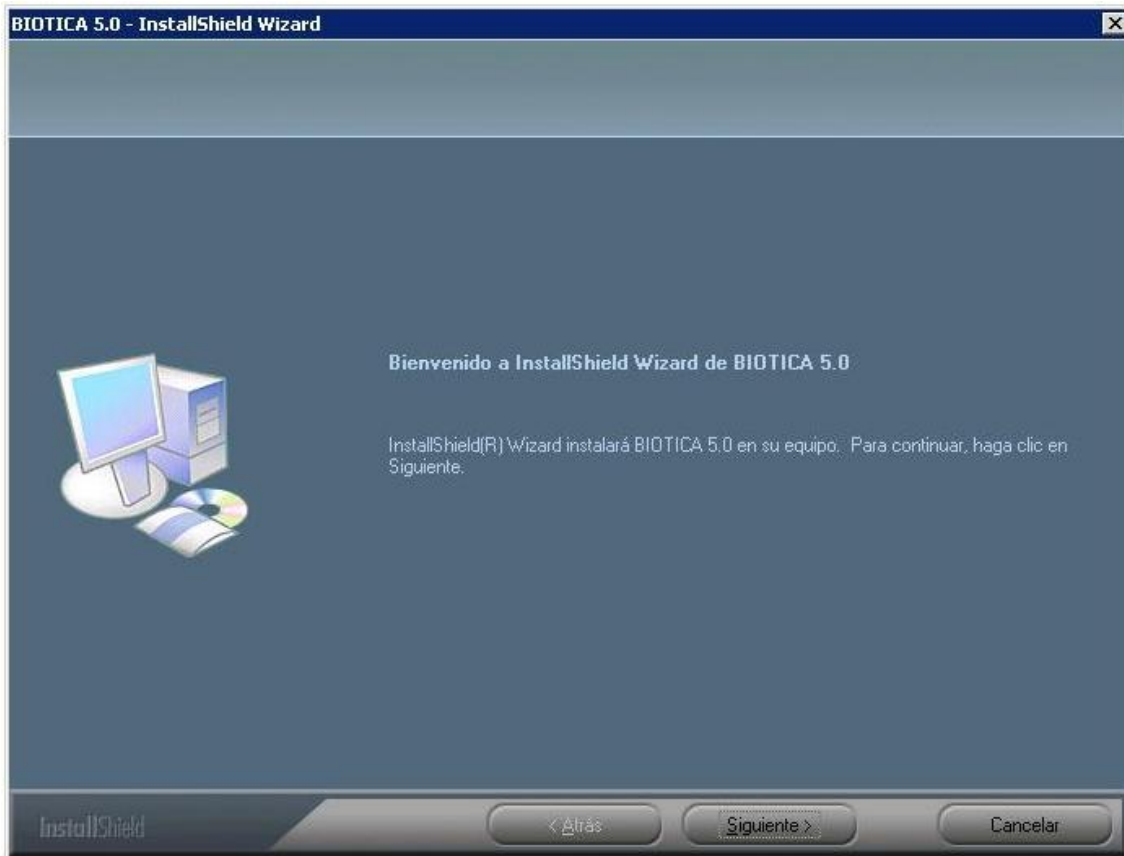 BIOTICA 5.0 - InstallShield Wizard
Bienvenido a InstallShield Wizard de BIOTICA 5.0
InstallShield(R) Wizard instalará BIOTICA 5.0 en su equipo. Para continuar, haga clic en
Siguiente.
InstallShield
< Atrás
Siguiente >
Cancelar